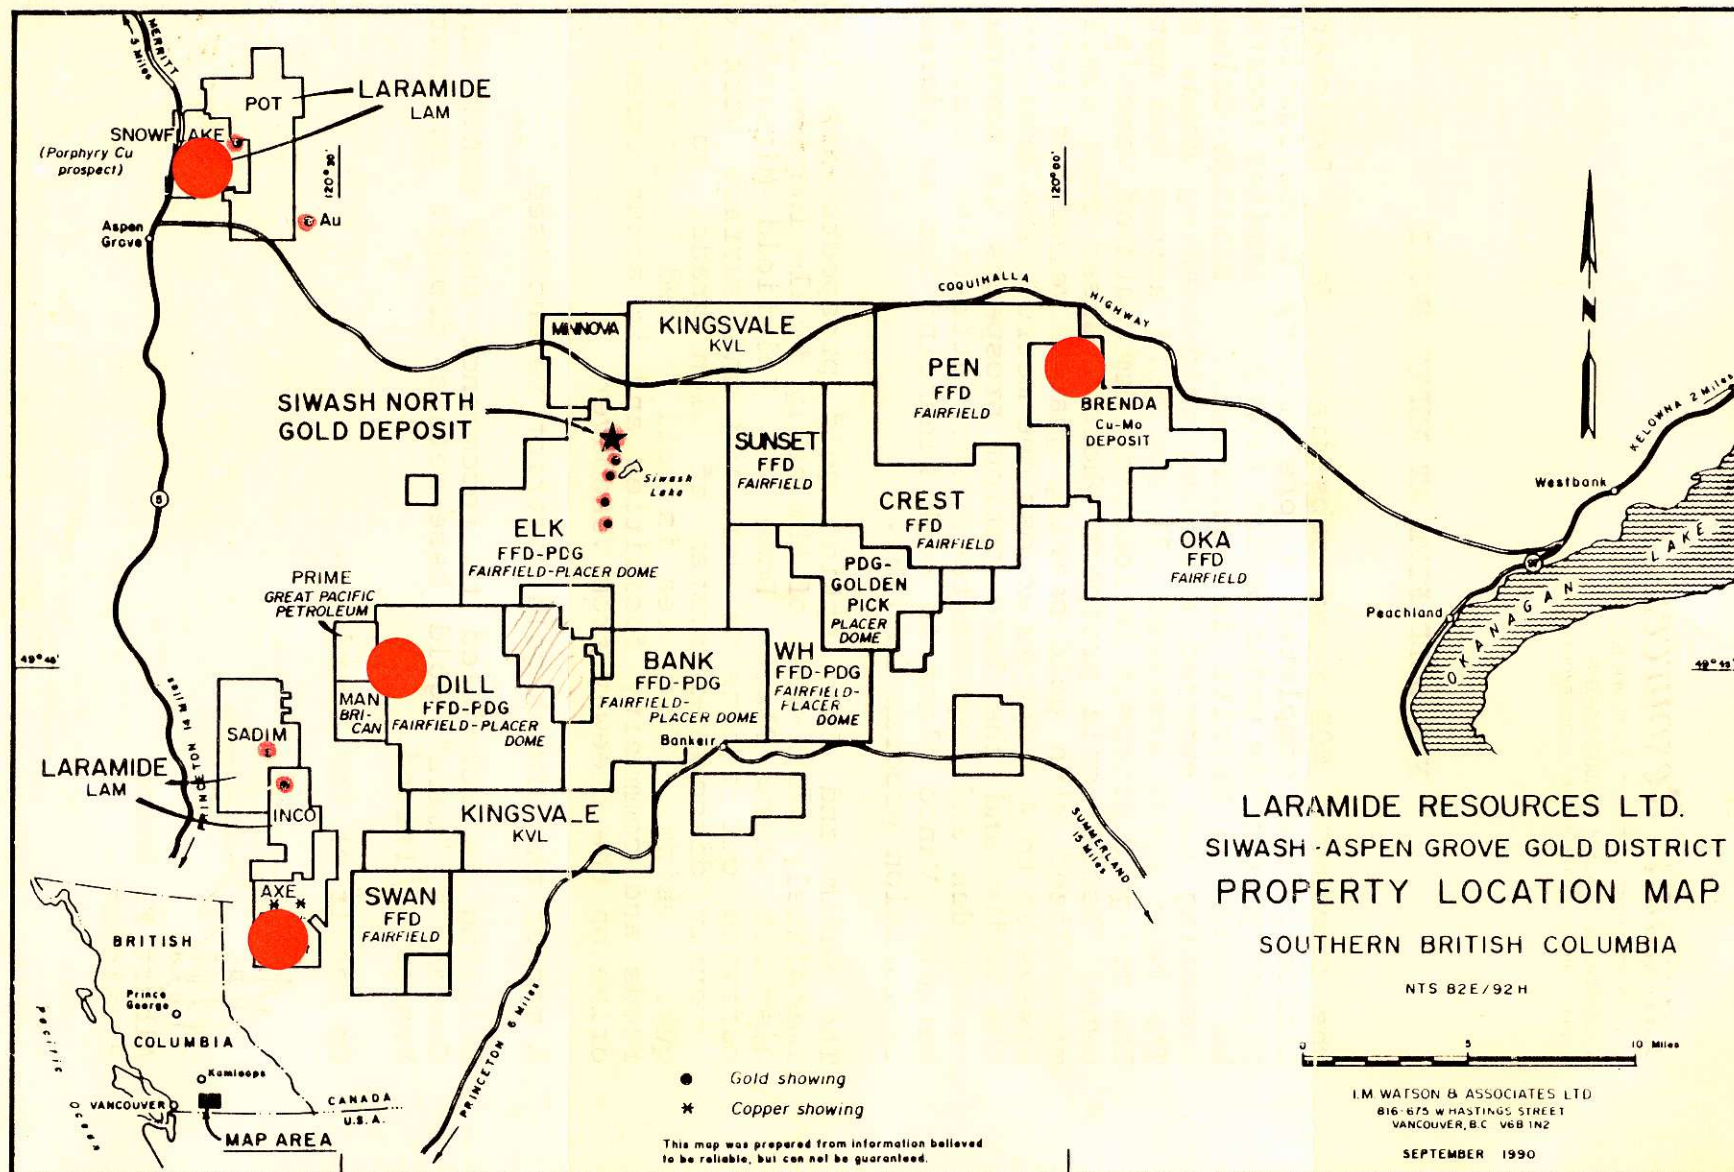 MERRITT
5 Miles
POT
LARAMIDE
LAM
SNOWFLAKE
(Porphyry Cu
prospect)
120° 30'
Au
Aspen
Grove
120° 00'
COQUIHALLA
HIGHWAY
N
MINNOVA
KINGSVALE
KVL
PEN
FFD
FAIRFIELD
BRENDA
Cu-Mo
DEPOSIT
KELOWNA 2 Miles
SIWASH NORTH
GOLD DEPOSIT
SUNSET
FFD
FAIRFIELD
Siwash
Lake
5
Westbank
CREST
FFD
FAIRFIELD
ELK
FFD-PDG
FAIRFIELD-PLACER DOME
OKA
FFD
FAIRFIELD
97
OKANAGAN LAKE
PRIME
GREAT PACIFIC
PETROLEUM
PDG-
GOLDEN
PICK
PLACER
DOME
Peachland
49° 45'
BANK
FFD-PDG
FAIRFIELD-
PLACER DOME
WH
FFD-PDG
FAIRFIELD-
PLACER
DOME
49° 45'
DILL
FFD-PDG
FAIRFIELD-PLACER
DOME
MAN
BRI-
CAN
SADIM
PRINCETON 14 Miles
Bankeir
LARAMIDE
LAM
INCO
KINGSVALE
KVL
SUMMERLAND
15 Miles
AXE
SWAN
FFD
FAIRFIELD
PRINCETON 6 Miles
BRITISH
Prince
George
COLUMBIA
Pacific
Ocean
Kamloops
VANCOUVER
CANADA
U.S.A.
MAP AREA
Gold showing
Copper showing
This map was prepared from information believed
to be reliable, but can not be guaranteed.
LARAMIDE RESOURCES LTD.
SIWASH-ASPEN GROVE GOLD DISTRICT
PROPERTY LOCATION MAP
SOUTHERN BRITISH COLUMBIA
NTS 82E/92H
0 5 10 Miles
I.M. WATSON & ASSOCIATES LTD
816-675 W HASTINGS STREET
VANCOUVER, B.C. V6B 1N2
SEPTEMBER 1990